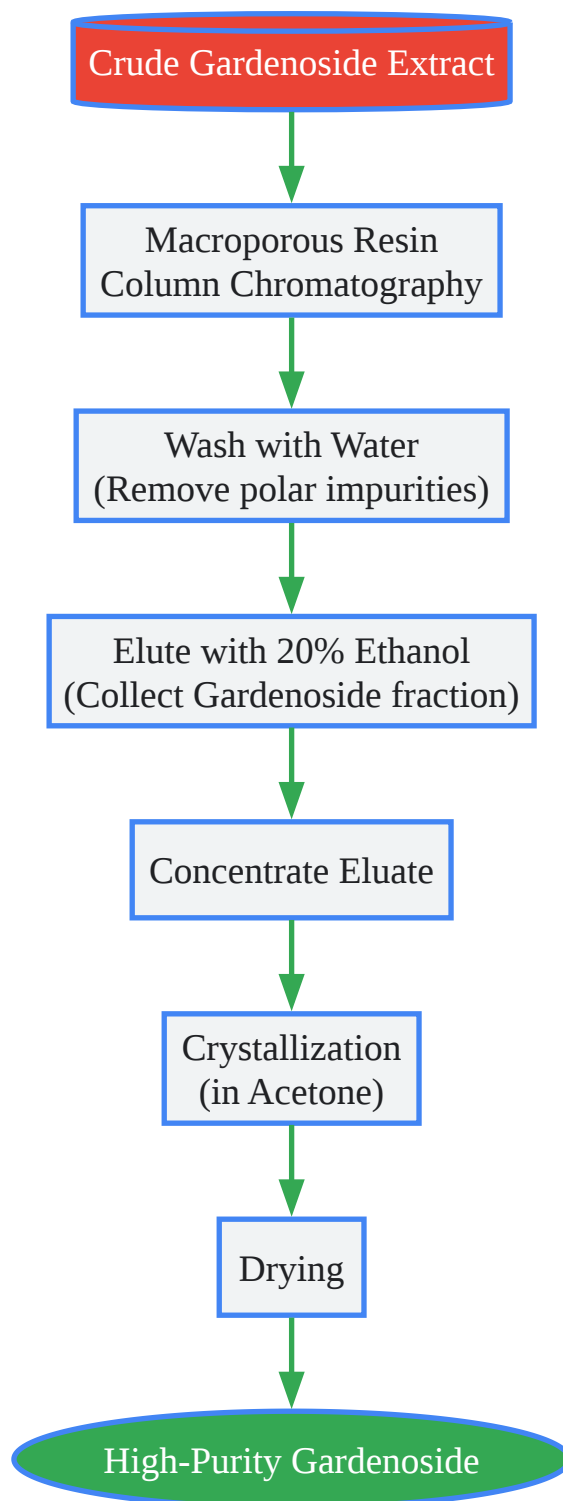 Crude Gardenoside Extract
Macroporous Resin
Column Chromatography
Wash with Water
(Remove polar impurities)
Elute with 20% Ethanol
(Collect Gardenoside fraction)
Concentrate Eluate
Crystallization
(in Acetone)
Drying
High-Purity Gardenoside